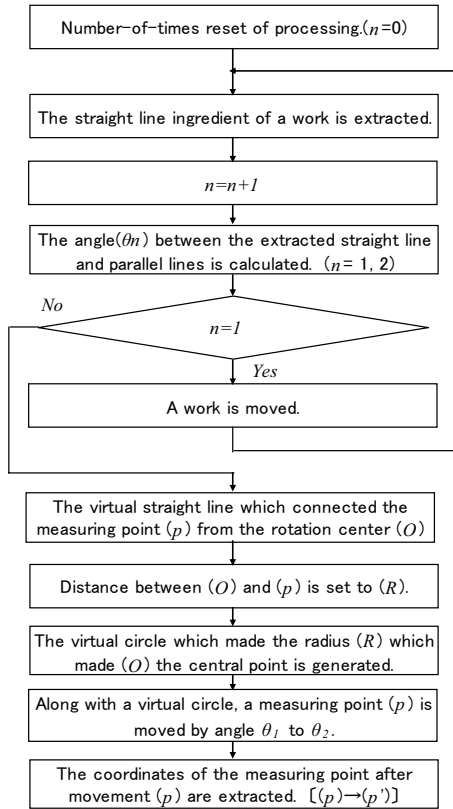 Number-of-times reset of processing.(n=0)
The straight line ingredient of a work is extracted.
n=n+1
The angle(θn) between the extracted straight line
and parallel lines is calculated. (n= 1, 2)
No
n=1
Yes
A work is moved.
The virtual straight line which connected the
measuring point (p) from the rotation center (O)
Distance between (O) and (p) is set to (R).
The virtual circle which made the radius (R) which
made (O) the central point is generated.
Along with a virtual circle, a measuring point (p) is
moved by angle θ1 to θ2.
The coordinates of the measuring point after
movement (p) are extracted. [(p)→(p')]